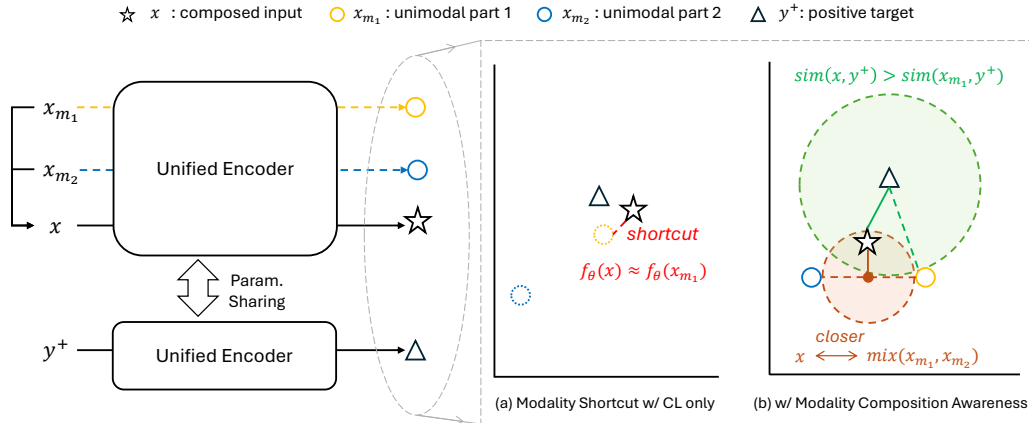 x : composed input
x_{m_1} : unimodal part 1
x_{m_2} : unimodal part 2
y^+: positive target
x_{m_1}
x_{m_2}
x
Unified Encoder
Param.
Sharing
y^+
Unified Encoder
shortcut
f_θ(x) ≈ f_θ(x_{m_1})
(a) Modality Shortcut w/ CL only
sim(x, y^+) > sim(x_{m_1}, y^+)
closer
x mix(x_{m_1}, x_{m_2})
(b) w/ Modality Composition Awareness